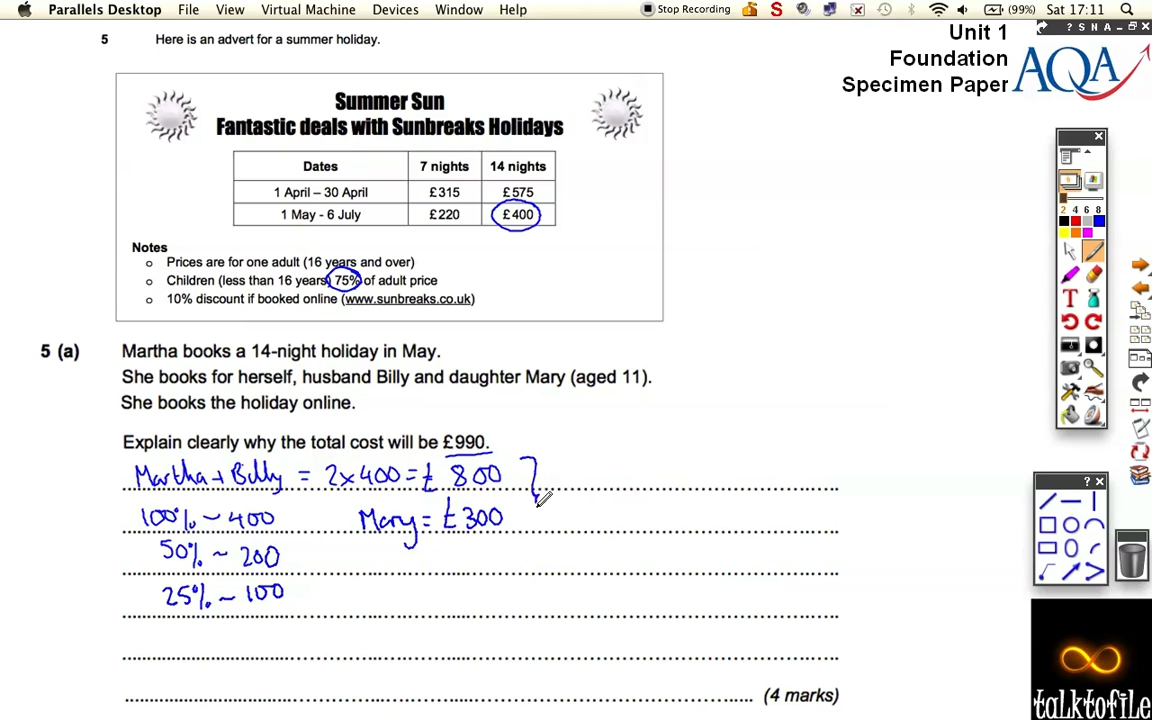 Parallels Desktop File View Virtual Machine Devices Window Help Stop Recording S (99%) Sat 17:11
? S N A
Unit 1
Foundation
Specimen Paper
AQA
5 Here is an advert for a summer holiday.
Summer Sun
Fantastic deals with Sunbreaks Holidays
Dates 7 nights 14 nights
1 April – 30 April £315 £575
1 May - 6 July £220 £400
Notes
o Prices are for one adult (16 years and over)
o Children (less than 16 years) 75% of adult price
o 10% discount if booked online (www.sunbreaks.co.uk)
5 (a) Martha books a 14-night holiday in May.
She books for herself, husband Billy and daughter Mary (aged 11).
She books the holiday online.
Explain clearly why the total cost will be £990.
Martha + Billy = 2 x 400 = £ 800
100% ~ 400 Mary = £300
50% ~ 200
25% ~ 100
(4 marks)
2 4 6 8
T
?
talktofile